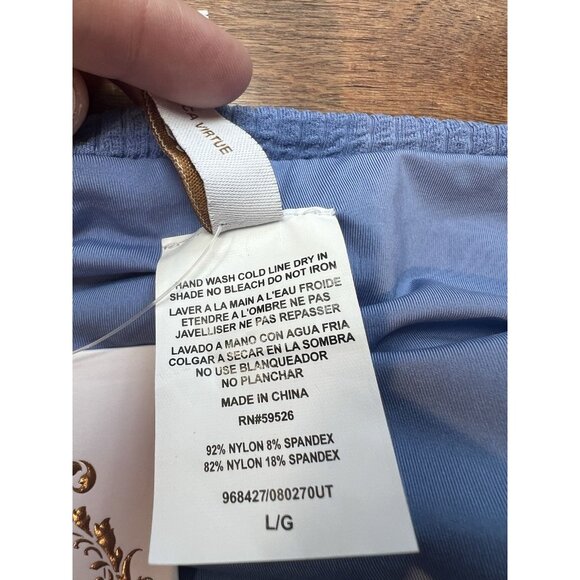 CA VIRTUE
HAND WASH COLD LINE DRY IN
SHADE NO BLEACH DO NOT IRON
LAVER A LA MAIN A L'EAU FROIDE
ETENDRE A L'OMBRE NE PAS
JAVELLISER NE PAS REPASSER
LAVADO A MANO CON AGUA FRIA
COLGAR A SECAR EN LA SOMBRA
NO USE BLANQUEADOR
NO PLANCHAR
MADE IN CHINA
RN#59526
92% NYLON 8% SPANDEX
82% NYLON 18% SPANDEX
968427/080270UT
L/G